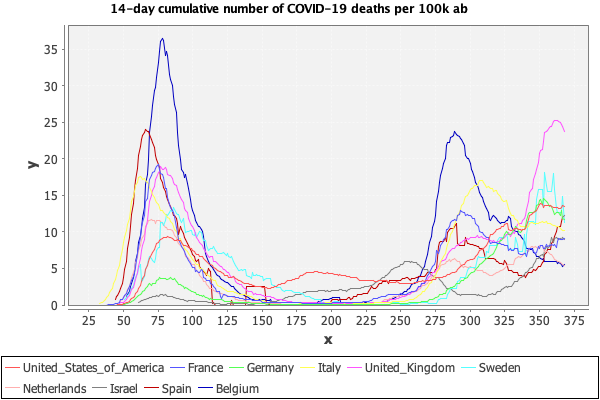 14-day cumulative number of COVID-19 deaths per 100k ab
y
35
30
25
20
15
10
5
0
25 50 75 100 125 150 175 200 225 250 275 300 325 350 375
x
United_States_of_America France Germany Italy United_Kingdom Sweden
Netherlands Israel Spain Belgium